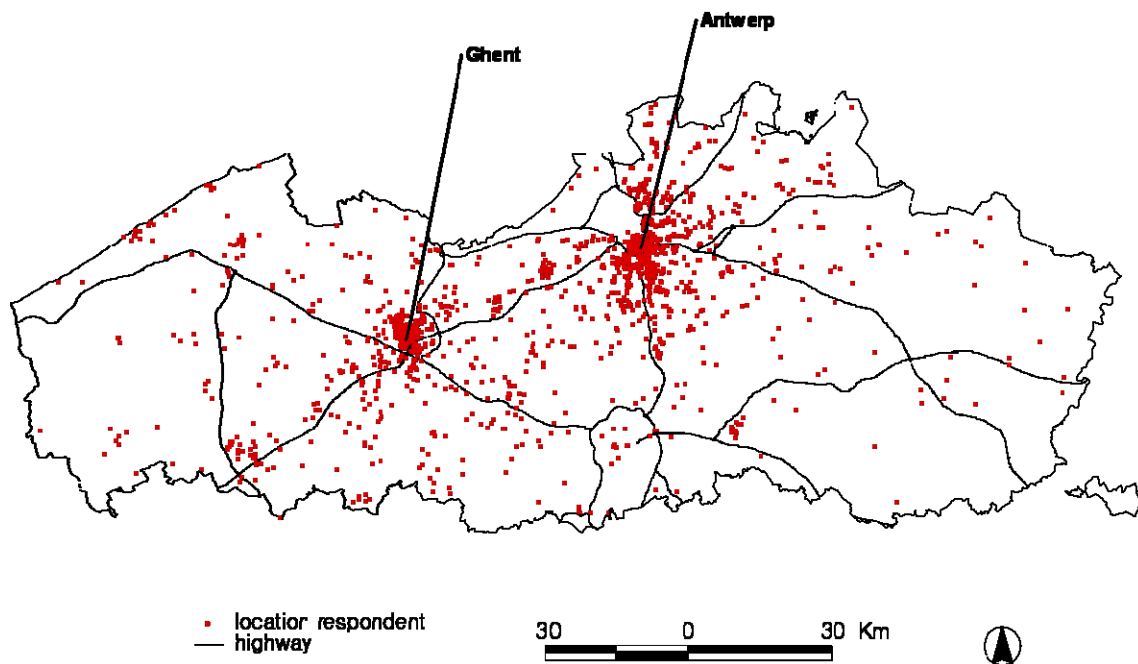 Antwerp
Ghent
locatior respondent
highway
30 0 30 Km